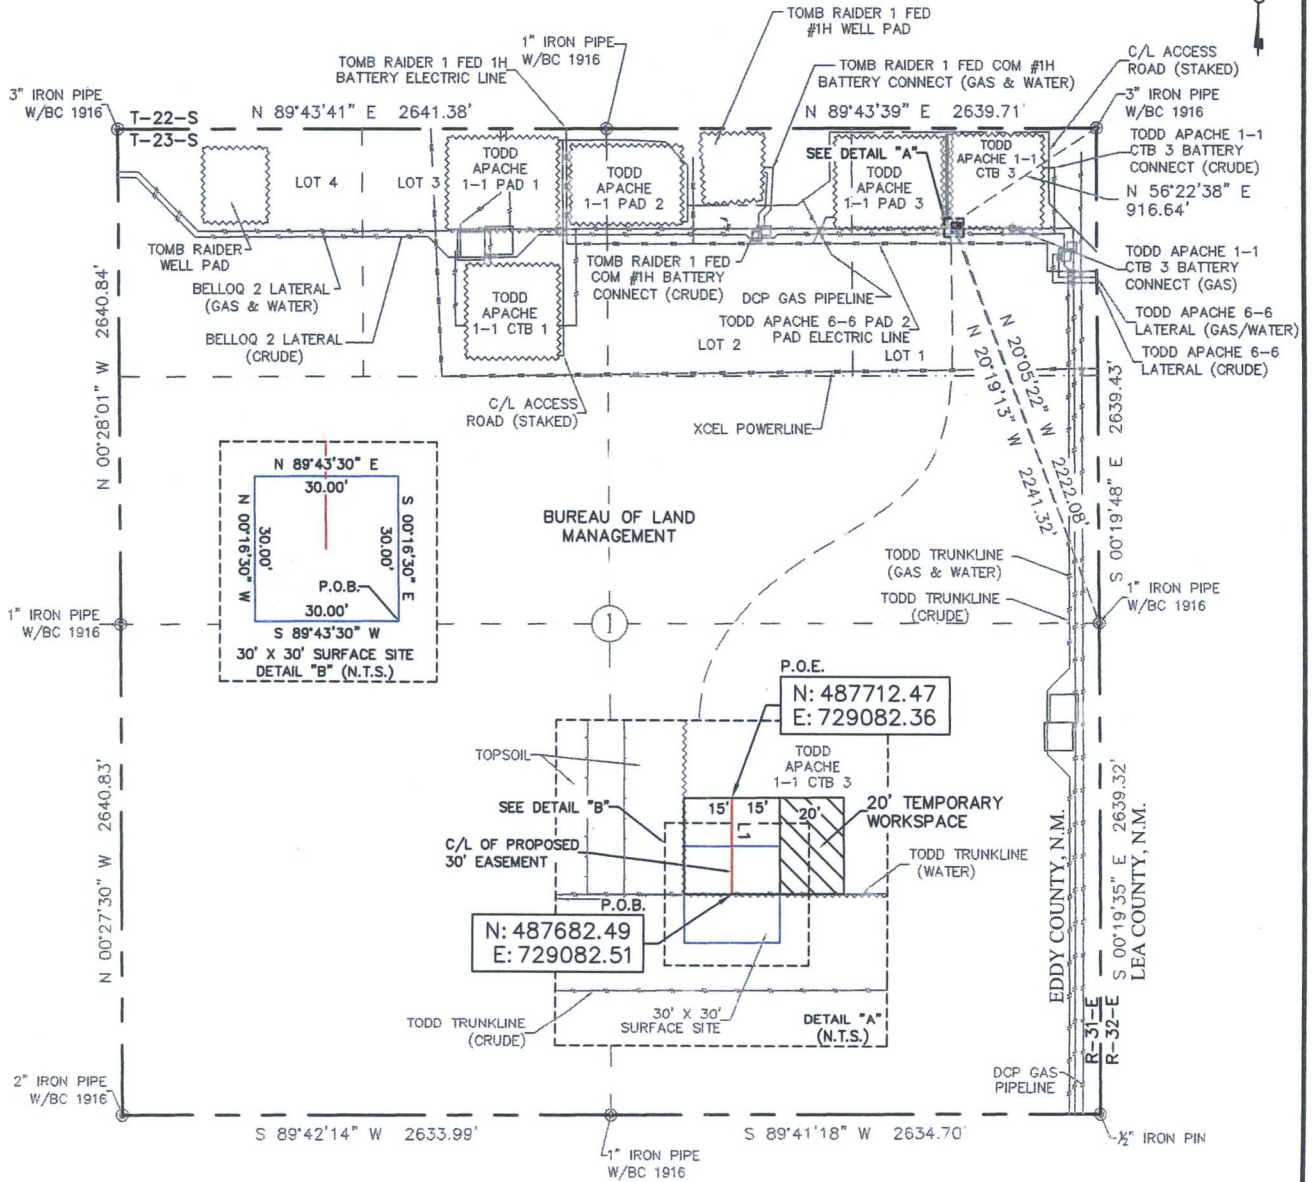 TOMB RAIDER 1 FED
#1H WELL PAD
1" IRON PIPE
W/BC 1916
TOMB RAIDER 1 FED 1H
BATTERY ELECTRIC LINE
TOMB RAIDER 1 FED COM #1H
BATTERY CONNECT (GAS & WATER)
C/L ACCESS
ROAD (STAKED)
3" IRON PIPE
W/BC 1916
T-22-S
T-23-S
N 89°43'41" E 2641.38'
N 89°43'39" E 2639.71'
3" IRON PIPE
W/BC 1916
TODD APACHE 1-1
CTB 3 BATTERY
CONNECT (CRUDE)
N 56°22'38" E
916.64'
SEE DETAIL "A"
LOT 4
LOT 3
TODD
APACHE
1-1 PAD 1
TODD
APACHE
1-1 PAD 2
TODD
APACHE
1-1 PAD 3
TODD
APACHE 1-1
CTB 3
TOMB RAIDER
WELL PAD
BELLOQ 2 LATERAL
(GAS & WATER)
BELLOQ 2 LATERAL
(CRUDE)
TODD
APACHE
1-1 CTB 1
TOMB RAIDER 1 FED
COM #1H BATTERY
CONNECT (CRUDE)
DCP GAS PIPELINE
TODD APACHE 6-6 PAD 2
PAD ELECTRIC LINE
LOT 2
LOT 1
TODD APACHE 1-1
CTB 3 BATTERY
CONNECT (GAS)
TODD APACHE 6-6
LATERAL (GAS/WATER)
TODD APACHE 6-6
LATERAL (CRUDE)
N 00°28'01" W 2640.84'
C/L ACCESS
ROAD (STAKED)
XCEL POWERLINE
N 20°05'22" W 2222.08'
N 20°19'13" W 2241.32'
S 00°19'48" E 2639.43'
N 89°43'30" E
30.00'
N 00°16'30" W
30.00'
S 00°16'30" E
30.00'
P.O.B.
30.00'
S 89°43'30" W
30' X 30' SURFACE SITE
DETAIL "B" (N.T.S.)
BUREAU OF LAND
MANAGEMENT
TODD TRUNKLINE
(GAS & WATER)
TODD TRUNKLINE
(CRUDE)
1" IRON PIPE
W/BC 1916
1" IRON PIPE
W/BC 1916
1
P.O.E.
N: 487712.47
E: 729082.36
TOPSOIL
TODD
APACHE
1-1 CTB 3
SEE DETAIL "B"
15' 15'
20'
L1
20' TEMPORARY
WORKSPACE
C/L OF PROPOSED
30' EASEMENT
TODD TRUNKLINE
(WATER)
P.O.B.
N: 487682.49
E: 729082.51
TODD TRUNKLINE
(CRUDE)
30' X 30'
SURFACE SITE
DETAIL "A"
(N.T.S.)
N 00°27'30" W 2640.83'
EDDY COUNTY, N.M.
S 00°19'35" E 2639.32'
LEA COUNTY, N.M.
R-31-E
R-32-E
DCP GAS
PIPELINE
2" IRON PIPE
W/BC 1916
S 89°42'14" W 2633.99'
S 89°41'18" W 2634.70'
1" IRON PIPE
W/BC 1916
½" IRON PIN